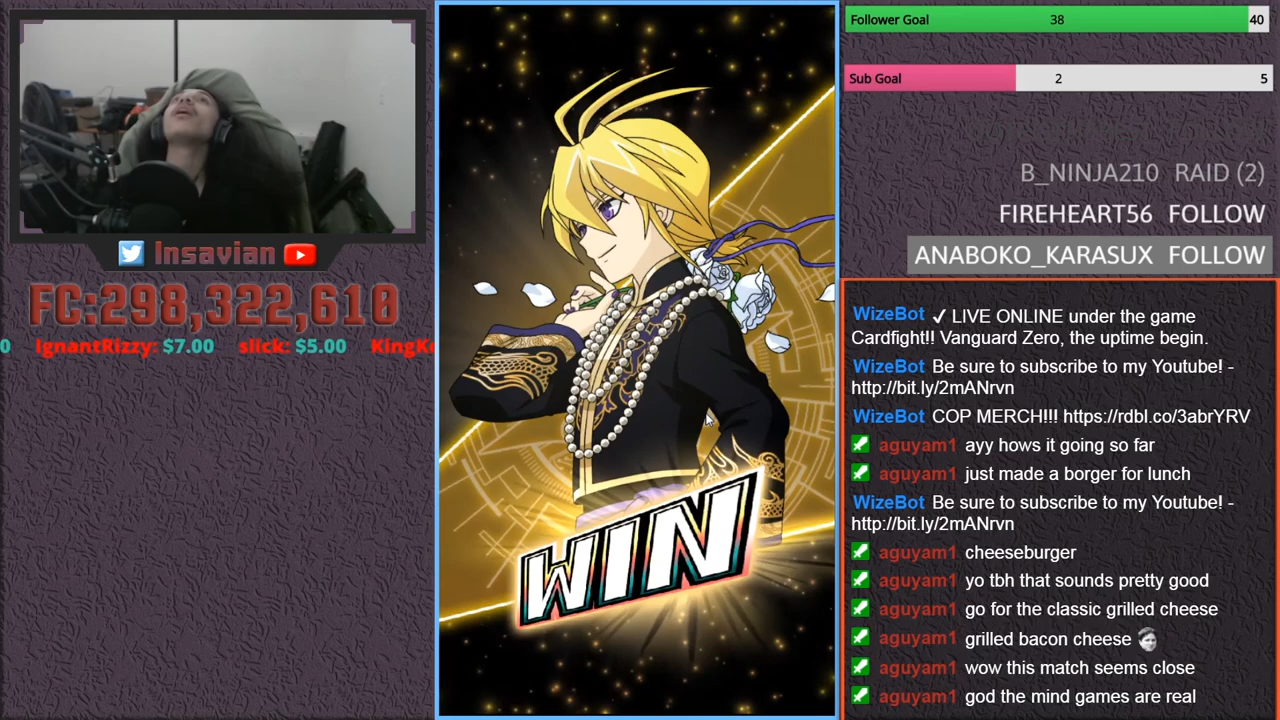 Follower Goal 38 40
Sub Goal 2 5
B_NINJA210 RAID (2)
FIREHEART56 FOLLOW
ANABOKO_KARASUX FOLLOW
Insavian
FC:298,322,610
0 IgnantRizzy: $7.00 slick: $5.00
WIN
WizeBot ✓ LIVE ONLINE under the game
Cardfight!! Vanguard Zero, the uptime begin.
WizeBot Be sure to subscribe to my Youtube! -
http://bit.ly/2mANrvn
WizeBot COP MERCH!!! https://rdbl.co/3abrYRV
aguyam1 ayy hows it going so far
aguyam1 just made a borger for lunch
WizeBot Be sure to subscribe to my Youtube! -
http://bit.ly/2mANrvn
aguyam1 cheeseburger
aguyam1 yo tbh that sounds pretty good
aguyam1 go for the classic grilled cheese
aguyam1 grilled bacon cheese
aguyam1 wow this match seems close
aguyam1 god the mind games are real